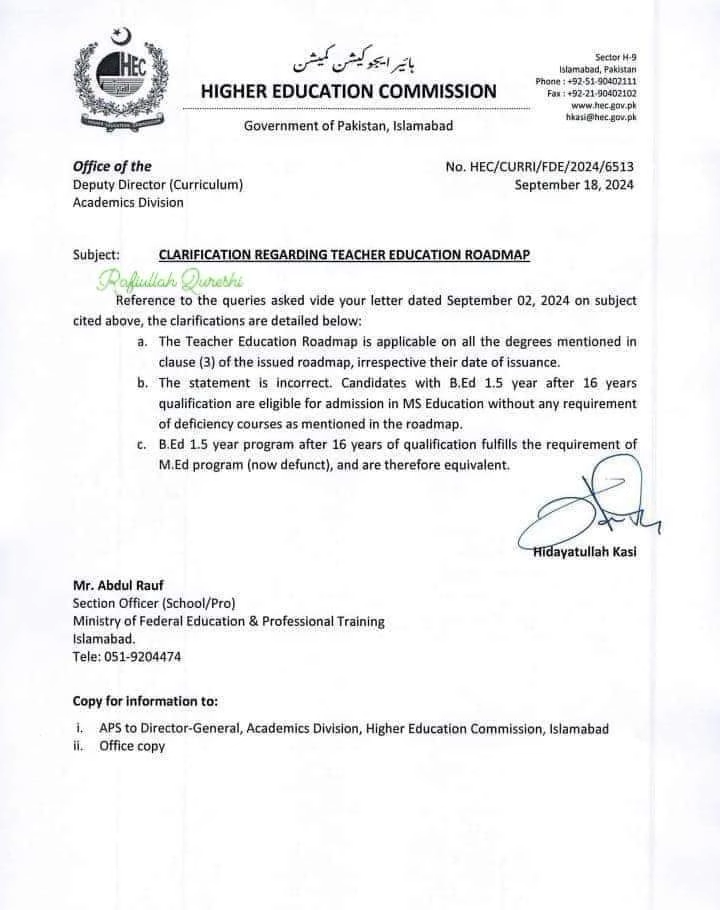 HEC
HIGHER EDUCATION COMMISSION
ہائیر ایجوکیشن کمیشن
HIGHER EDUCATION COMMISSION
Government of Pakistan, Islamabad
Sector H-9
Islamabad, Pakistan
Phone : +92-51-90402111
Fax : +92-21-90402102
www.hec.gov.pk
hkasi@hec.gov.pk
Office of the
Deputy Director (Curriculum)
Academics Division
No. HEC/CURRI/FDE/2024/6513
September 18, 2024
Subject: CLARIFICATION REGARDING TEACHER EDUCATION ROADMAP
Rafiullah Qureshi
Reference to the queries asked vide your letter dated September 02, 2024 on subject
cited above, the clarifications are detailed below:
a. The Teacher Education Roadmap is applicable on all the degrees mentioned in
clause (3) of the issued roadmap, irrespective their date of issuance.
b. The statement is incorrect. Candidates with B.Ed 1.5 year after 16 years
qualification are eligible for admission in MS Education without any requirement
of deficiency courses as mentioned in the roadmap.
c. B.Ed 1.5 year program after 16 years of qualification fulfills the requirement of
M.Ed program (now defunct), and are therefore equivalent.
Hidayatullah Kasi
Mr. Abdul Rauf
Section Officer (School/Pro)
Ministry of Federal Education & Professional Training
Islamabad.
Tele: 051-9204474
Copy for information to:
i. APS to Director-General, Academics Division, Higher Education Commission, Islamabad
ii. Office copy